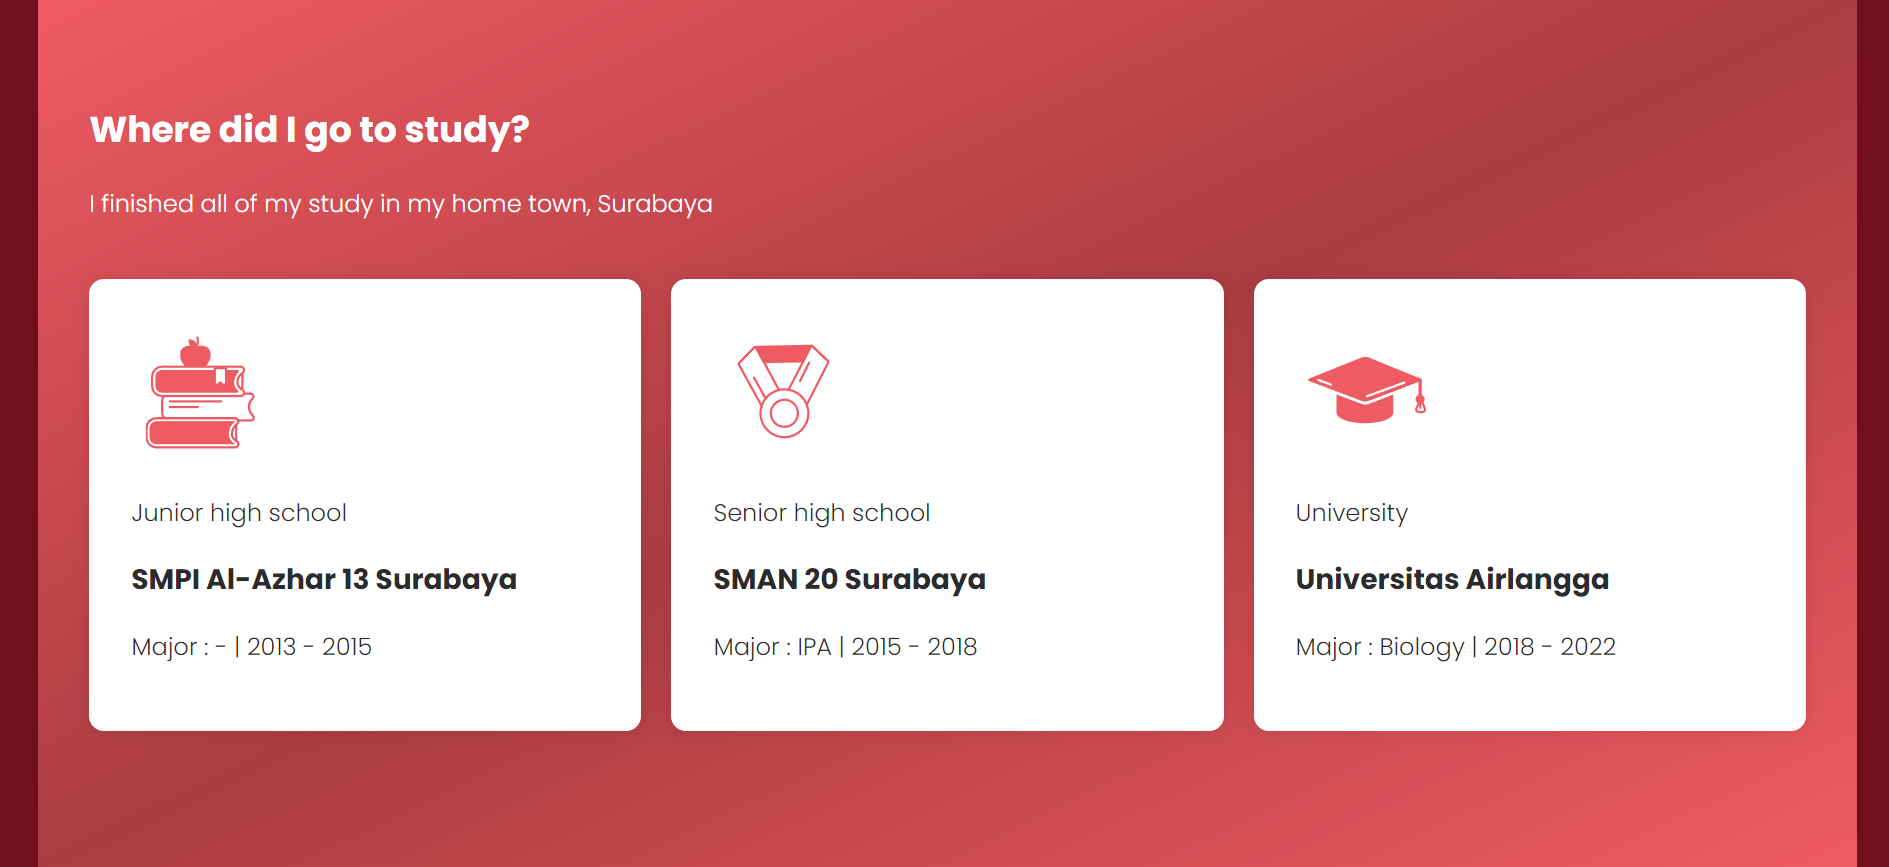 Where did I go to study?
I finished all of my study in my home town, Surabaya
Junior high school
SMPI Al-Azhar 13 Surabaya
Major : - | 2013 - 2015
Senior high school
SMAN 20 Surabaya
Major : IPA | 2015 - 2018
University
Universitas Airlangga
Major : Biology | 2018 - 2022